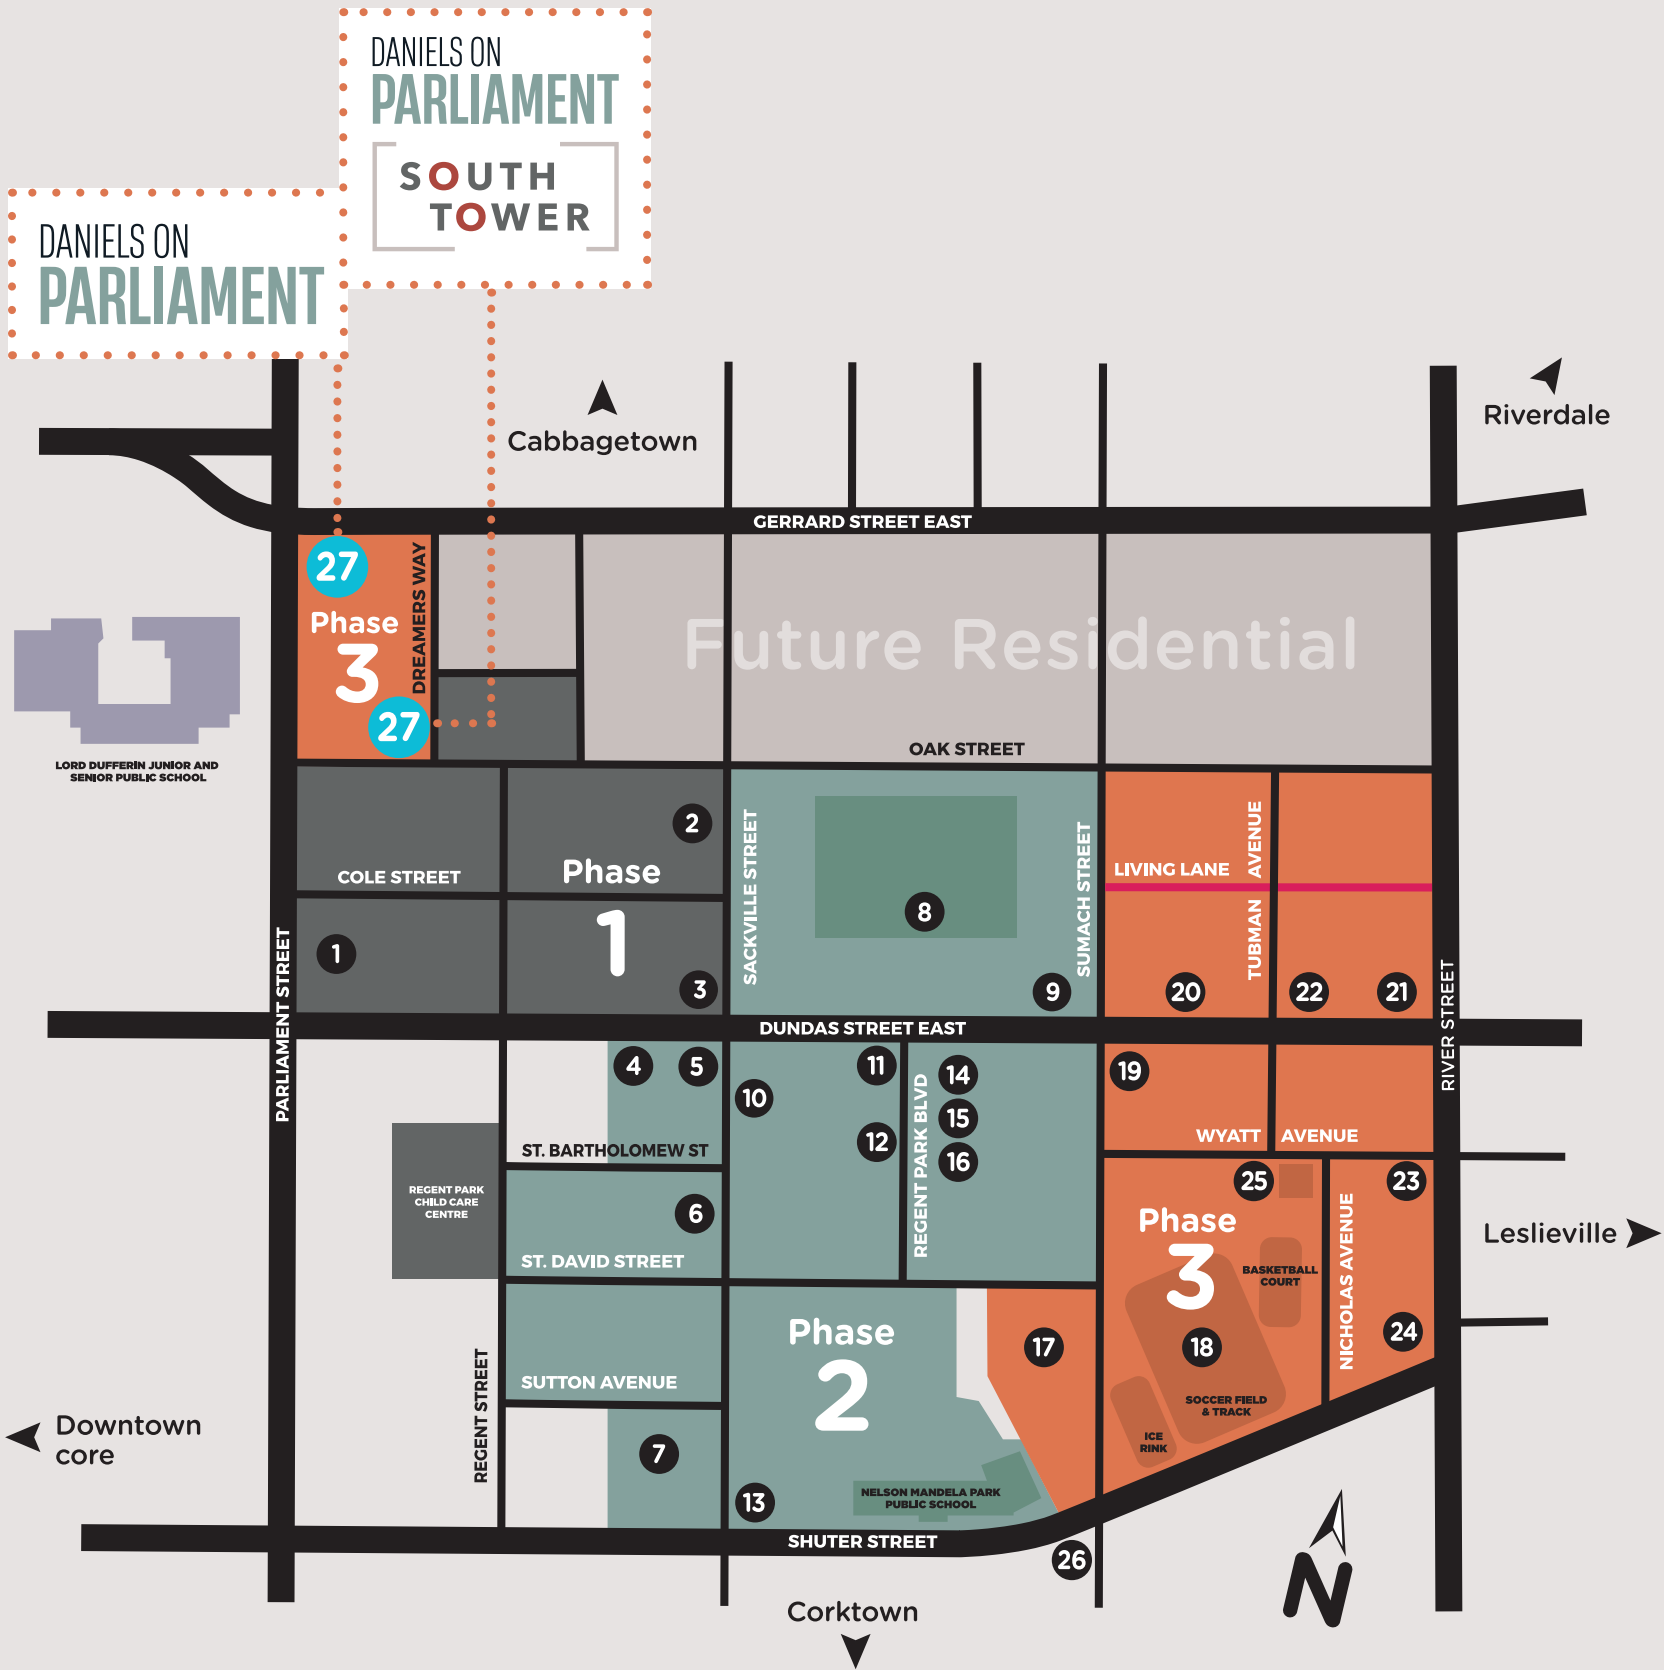 DANIELS ON
PARLIAMENT
SOUTH
TOWER
DANIELS ON
PARLIAMENT
Cabbagetown
Riverdale
GERRARD STREET EAST
27
Phase
3
27
DREAMERS WAY
Future Residential
OAK STREET
LORD DUFFERIN JUNIOR AND
SENIOR PUBLIC SCHOOL
2
COLE STREET
Phase
1
1
3
PARLIAMENT STREET
SACKVILLE STREET
8
SUMACH STREET
9
LIVING LANE
TUBMAN AVENUE
20
22
21
RIVER STREET
DUNDAS STREET EAST
4
5
10
11
12
REGENT PARK BLVD
14
15
16
19
WYATT AVENUE
ST. BARTHOLOMEW ST
REGENT PARK
CHILD CARE
CENTRE
6
ST. DAVID STREET
25
23
Phase
3
BASKETBALL
COURT
NICHOLAS AVENUE
24
Leslieville
18
SOCCER FIELD
& TRACK
ICE
RINK
17
Phase
2
SUTTON AVENUE
REGENT STREET
7
13
NELSON MANDELA PARK
PUBLIC SCHOOL
Downtown
core
SHUTER STREET
26
Corktown
N